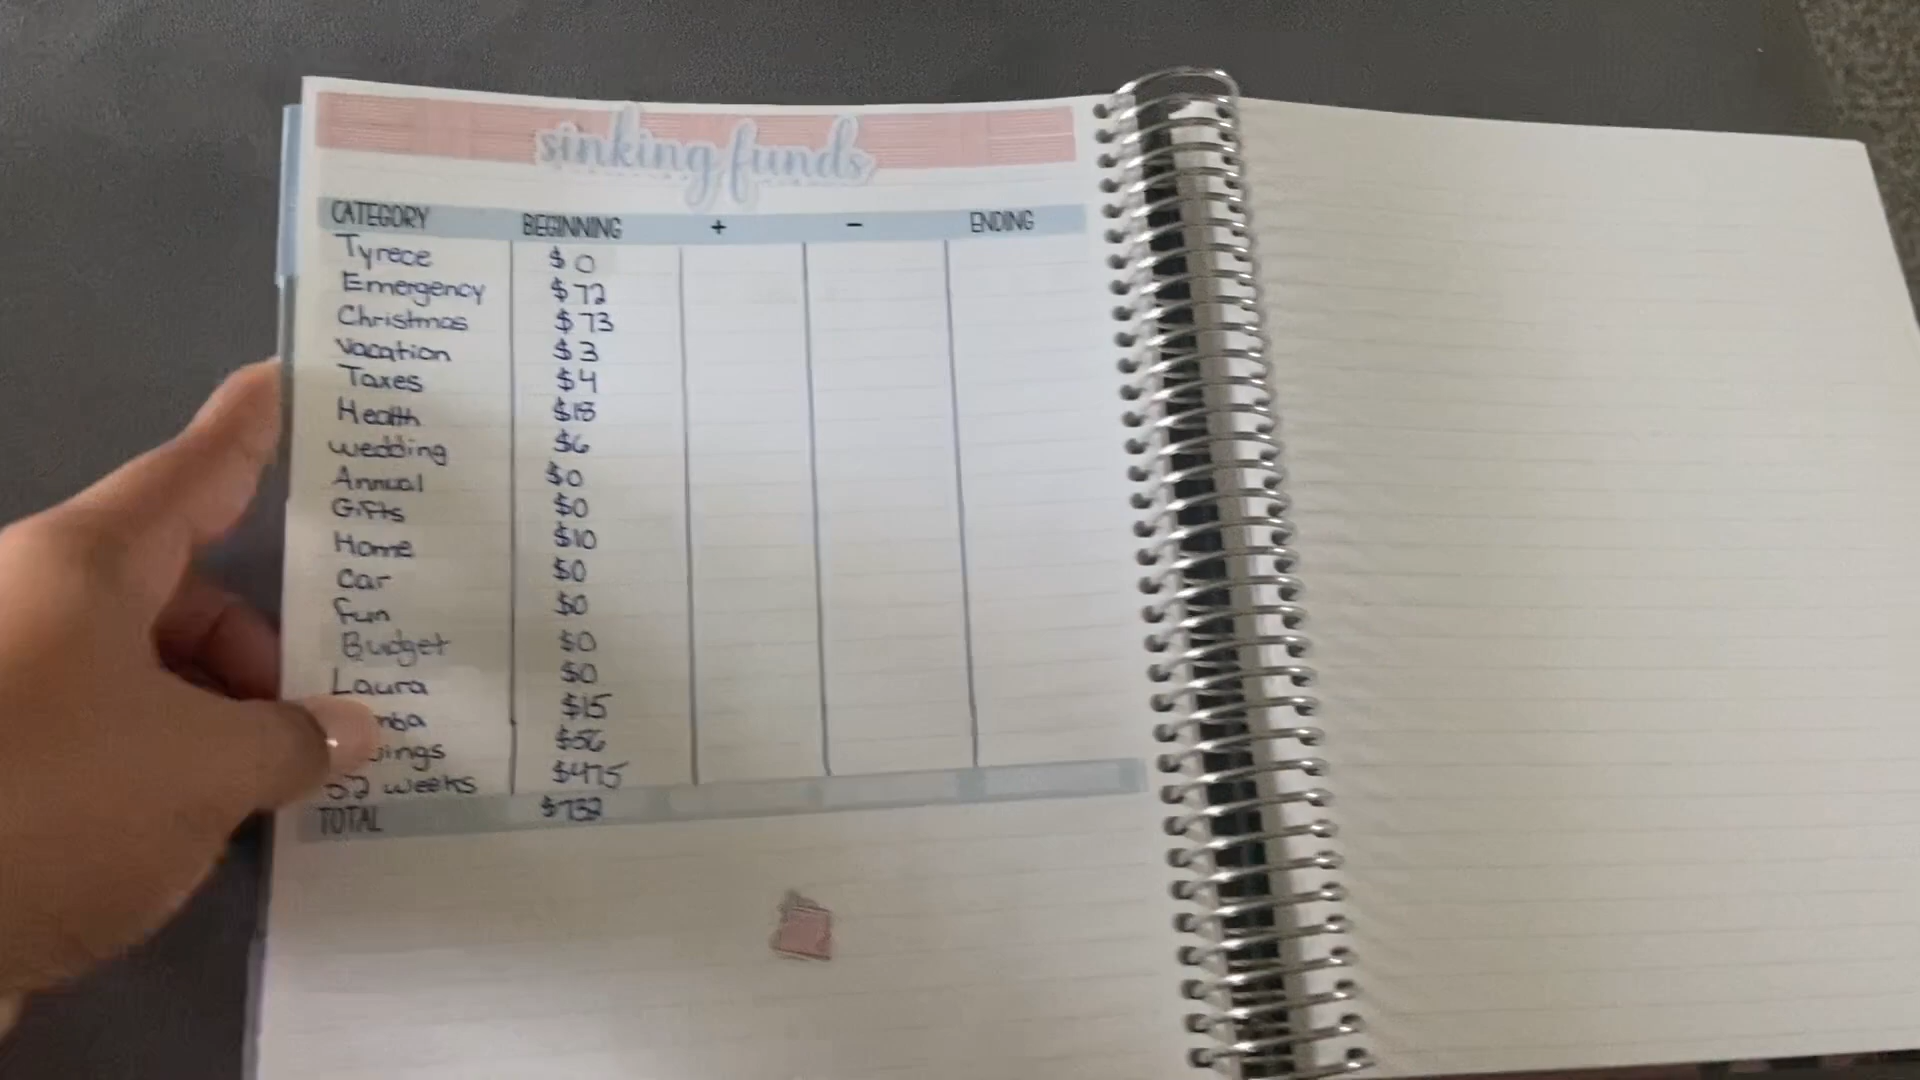 sinking funds
CATEGORY BEGINNING + - ENDING
Tyrece $0
Emergency $72
Christmas $73
Vacation $3
Taxes $4
Health $18
wedding $6
Annual $0
Gifts $0
Home $10
Car $0
Fun $0
Budget $0
Laura $0
$15
$56
52 weeks $475
TOTAL $732